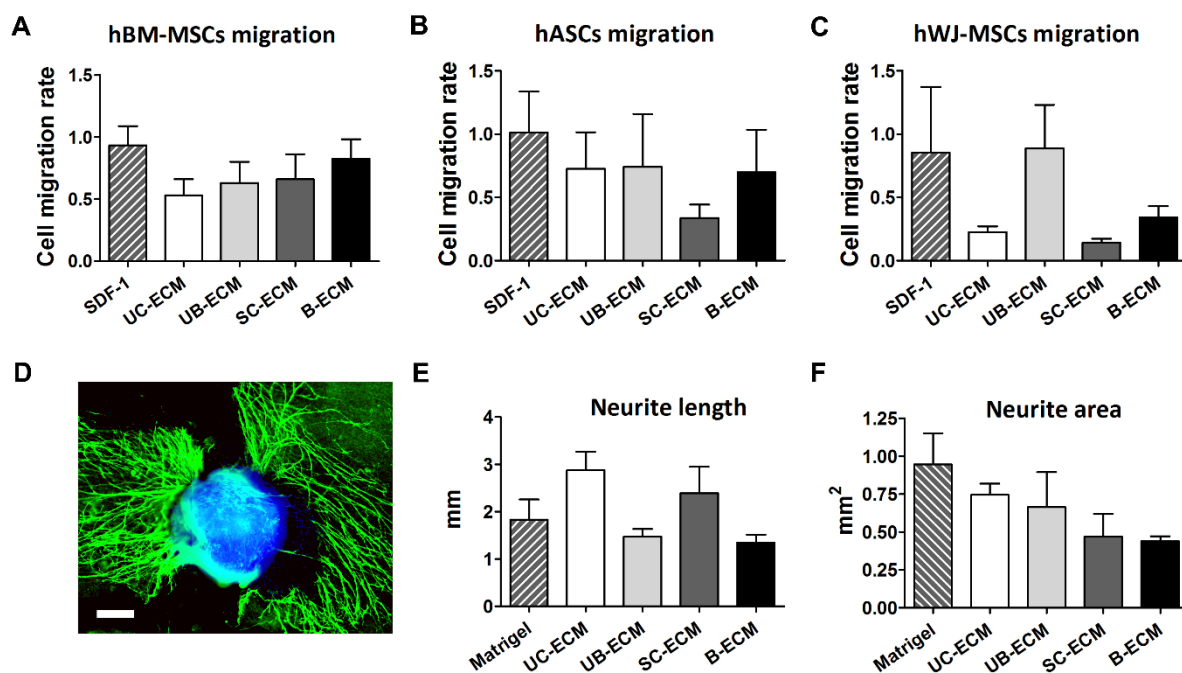 A
hBM-MSCs migration
Cell migration rate
1.5
1.0
0.5
0.0
SDF-1
UC-ECM
UB-ECM
SC-ECM
B-ECM
B
hASCs migration
Cell migration rate
1.5
1.0
0.5
0.0
SDF-1
UC-ECM
UB-ECM
SC-ECM
B-ECM
C
hWJ-MSCs migration
Cell migration rate
1.5
1.0
0.5
0.0
SDF-1
UC-ECM
UB-ECM
SC-ECM
B-ECM
D
E
Neurite length
mm
4
3
2
1
0
Matrigel
UC-ECM
UB-ECM
SC-ECM
B-ECM
F
Neurite area
mm²
1.25
1.00
0.75
0.50
0.25
0.00
Matrigel
UC-ECM
UB-ECM
SC-ECM
B-ECM